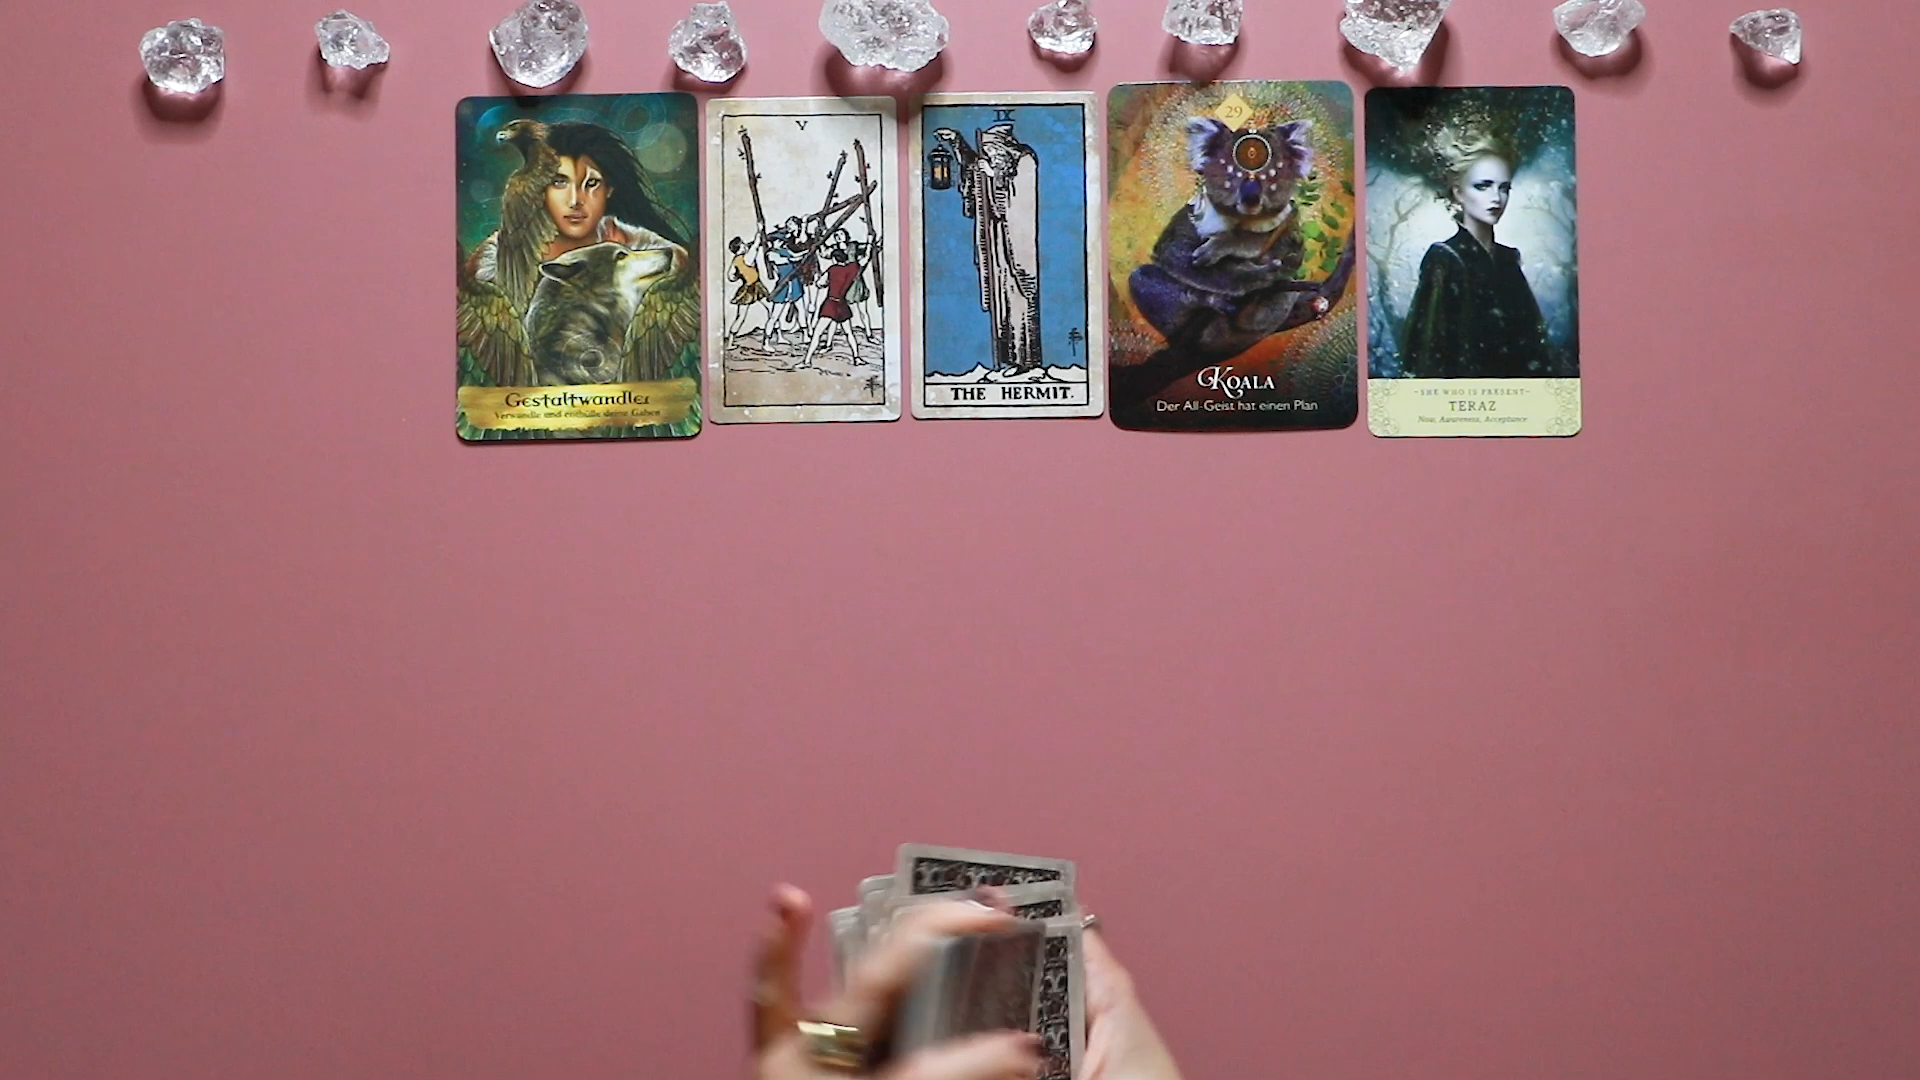 Gestaltwandler
Verwandle und enthülle deine Gaben
V
IX
THE HERMIT.
29
KOALA
Der All-Geist hat einen Plan
~SHE WHO IS PRESENT~
TERAZ
Now, Awareness, Acceptance